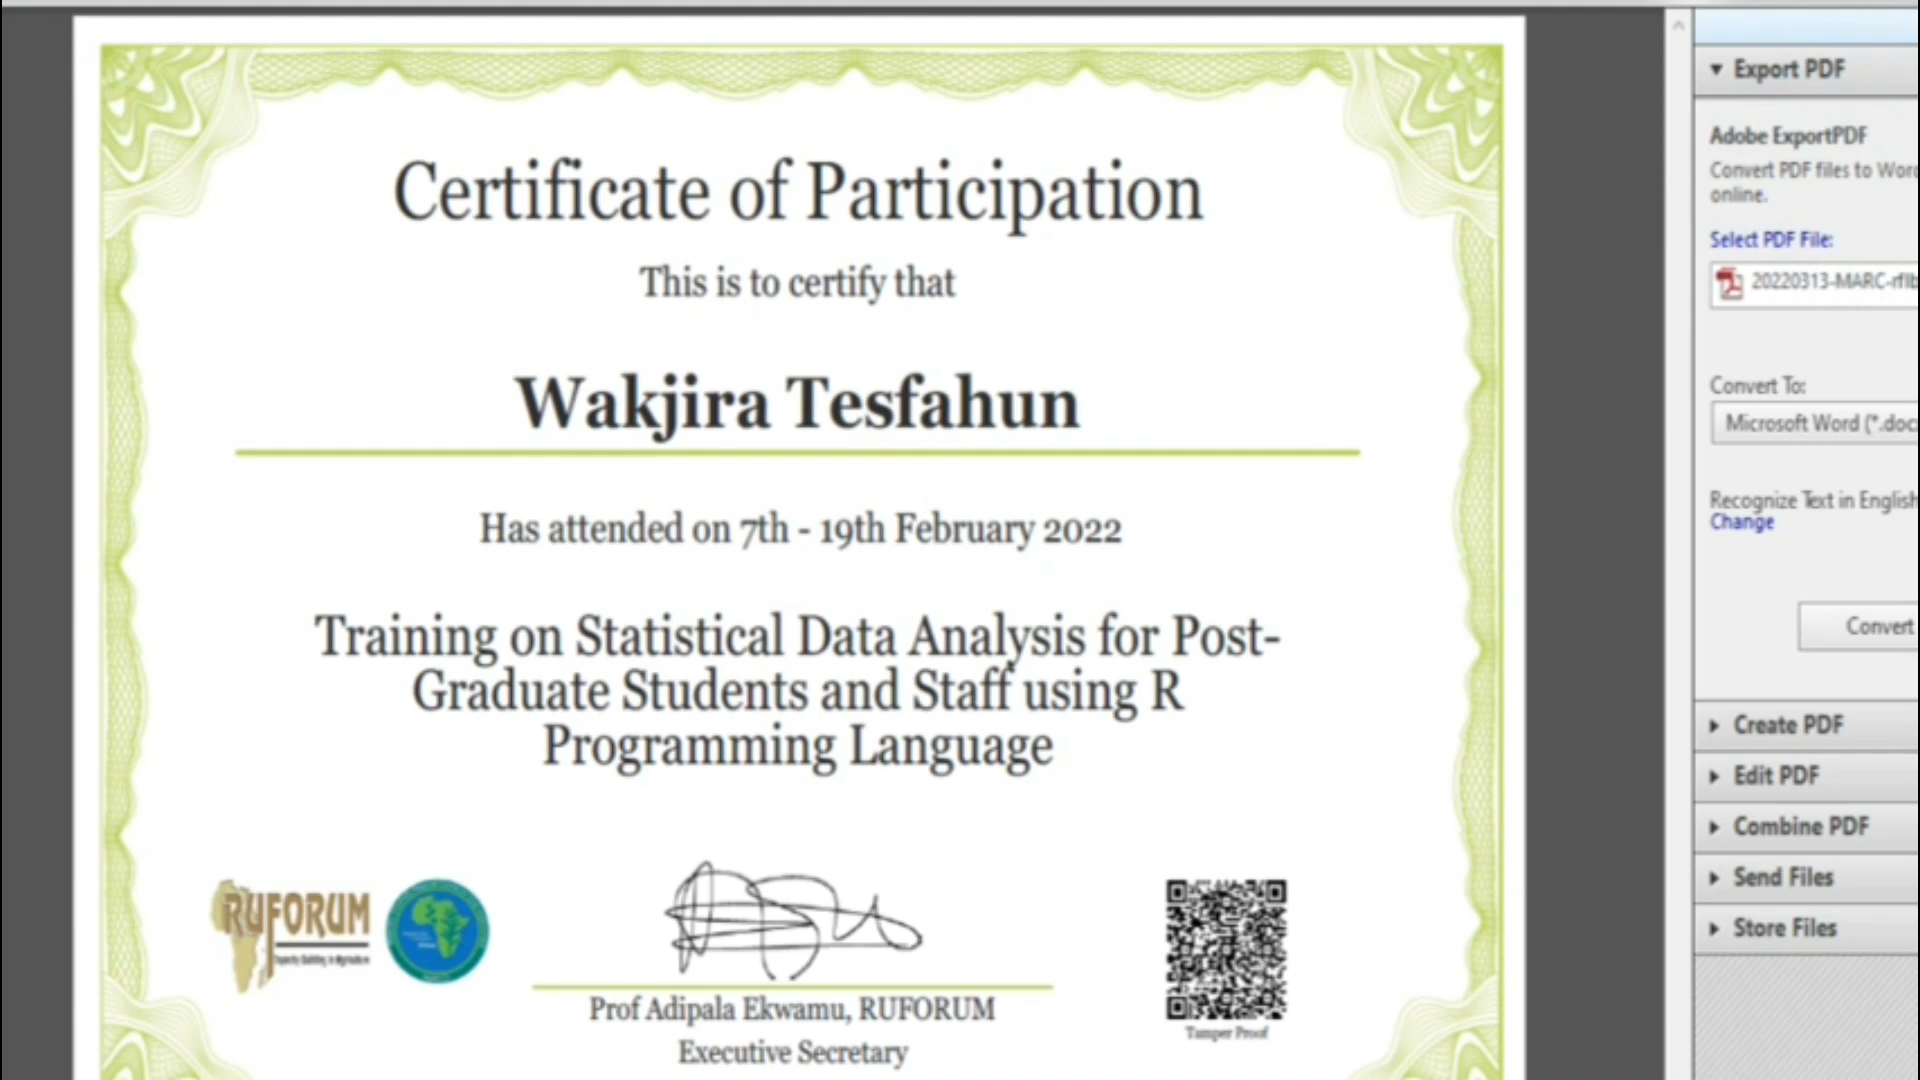 Certificate of Participation
This is to certify that
Wakjira Tesfahun
Has attended on 7th - 19th February 2022
Training on Statistical Data Analysis for Post-
Graduate Students and Staff using R
Programming Language
RUFORUM
Prof Adipala Ekwamu, RUFORUM
Executive Secretary
Tamper Proof
Export PDF
Adobe ExportPDF
Convert PDF files to Word
online.
Select PDF File:
20220313-MARC-rflb
Convert To:
Microsoft Word (*.doc
Recognize Text in English
Change
Convert
Create PDF
Edit PDF
Combine PDF
Send Files
Store Files